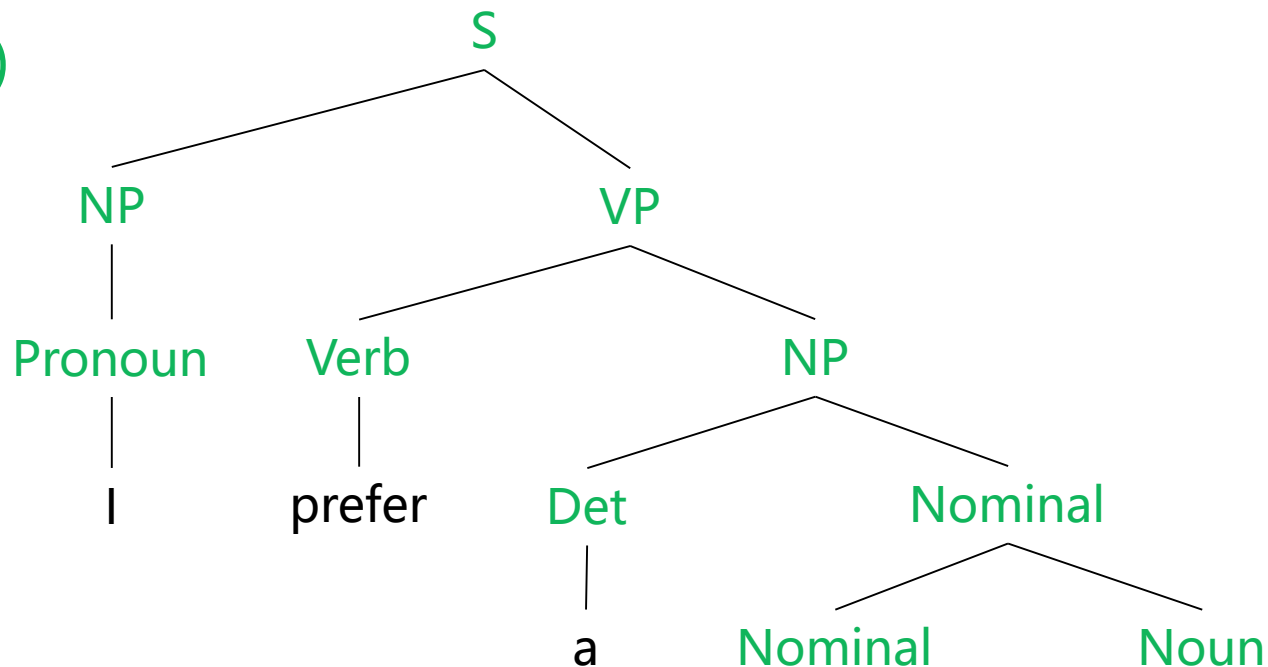 S
NP VP
Pronoun Verb NP
I prefer Det Nominal
a Nominal Noun